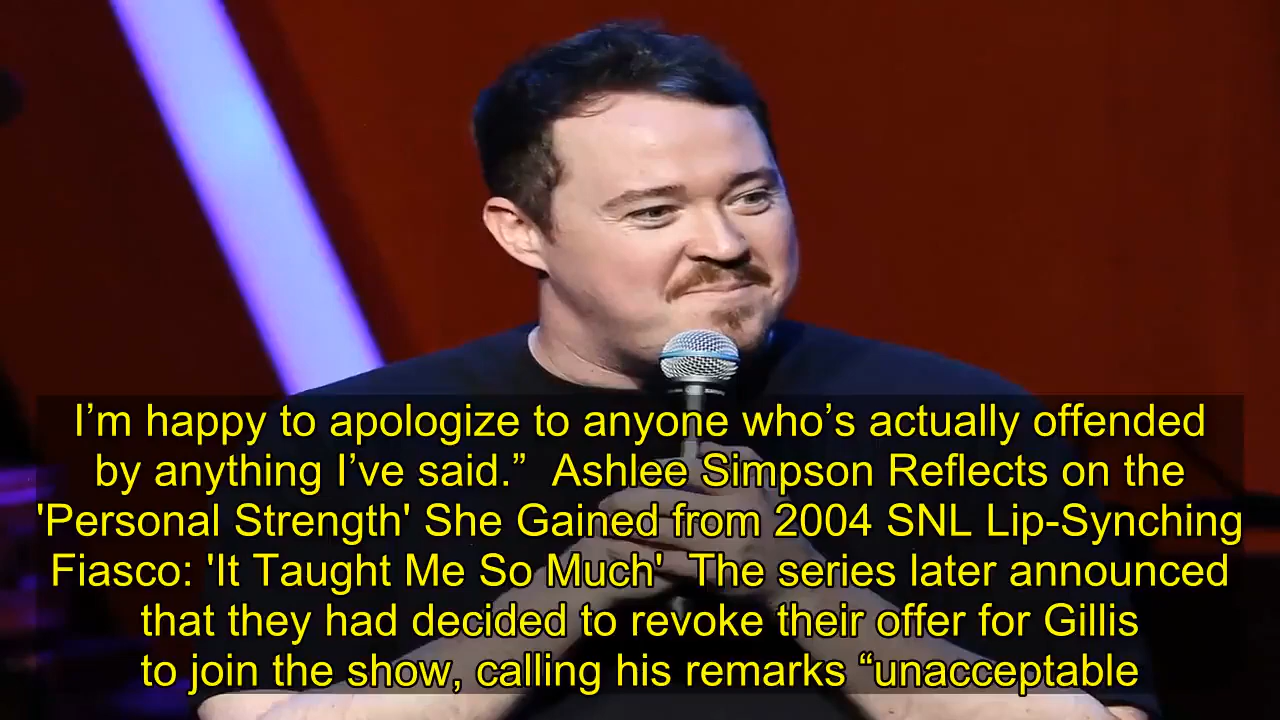 I’m happy to apologize to anyone who’s actually offended
by anything I’ve said.”  Ashlee Simpson Reflects on the
'Personal Strength' She Gained from 2004 SNL Lip-Synching
Fiasco: 'It Taught Me So Much'  The series later announced
that they had decided to revoke their offer for Gillis
to join the show, calling his remarks “unacceptable